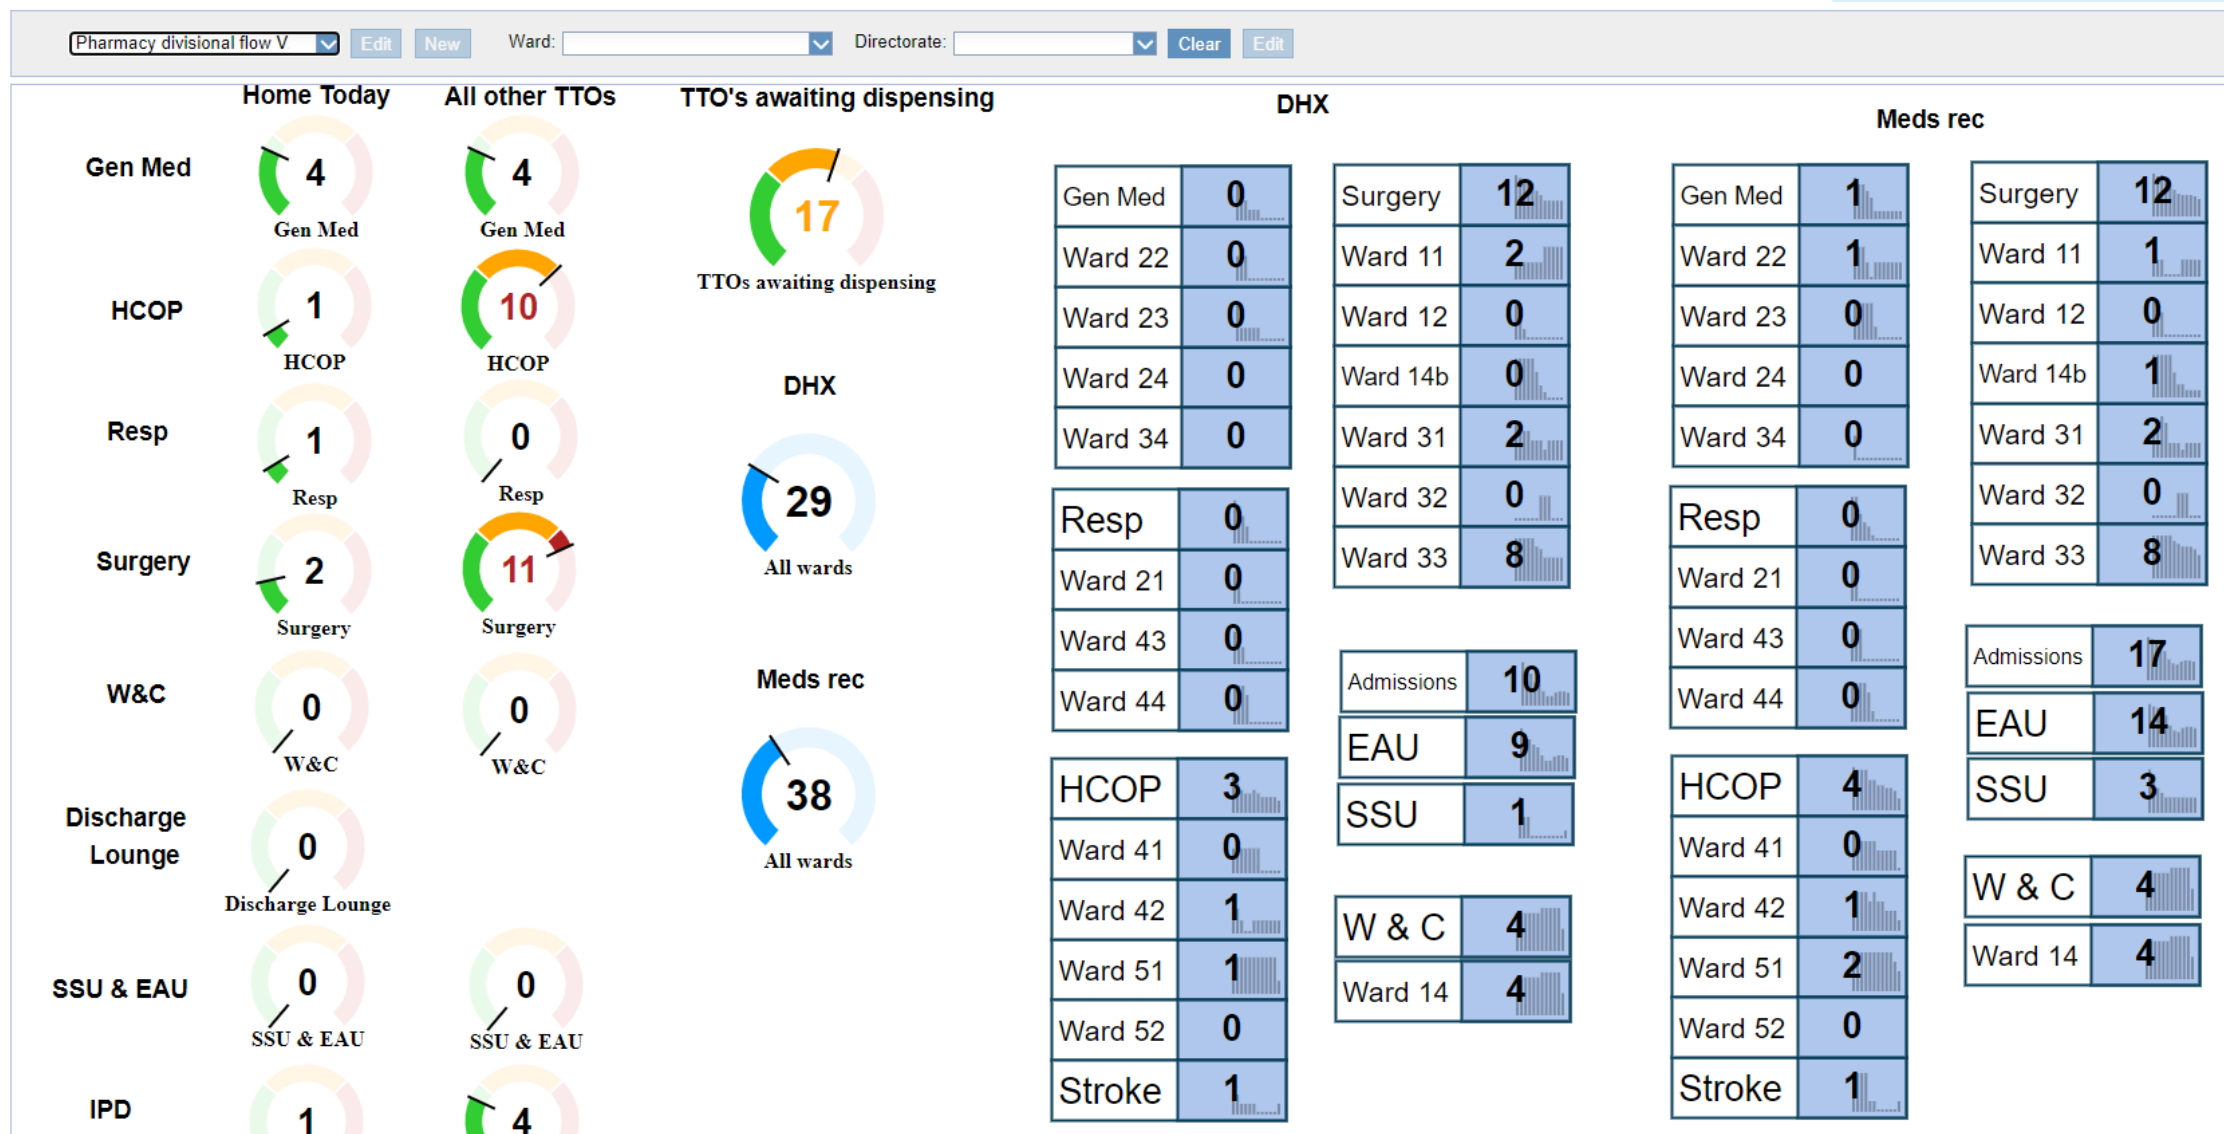 Pharmacy divisional flow V Edit New Ward: Directorate: Clear Edit
Home Today All other TTOs TTO's awaiting dispensing DHX Meds rec
Gen Med
4
Gen Med
4
Gen Med
HCOP
1
HCOP
10
HCOP
Resp
1
Resp
0
Resp
Surgery
2
Surgery
11
Surgery
W&C
0
W&C
0
W&C
Discharge
Lounge
0
Discharge Lounge
SSU & EAU
0
SSU & EAU
0
SSU & EAU
IPD
1
4
17
TTOs awaiting dispensing
DHX
29
All wards
Meds rec
38
All wards
Gen Med 0
Ward 22 0
Ward 23 0
Ward 24 0
Ward 34 0
Resp 0
Ward 21 0
Ward 43 0
Ward 44 0
HCOP 3
Ward 41 0
Ward 42 1
Ward 51 1
Ward 52 0
Stroke 1
Surgery 12
Ward 11 2
Ward 12 0
Ward 14b 0
Ward 31 2
Ward 32 0
Ward 33 8
Admissions 10
EAU 9
SSU 1
W & C 4
Ward 14 4
Gen Med 1
Ward 22 1
Ward 23 0
Ward 24 0
Ward 34 0
Resp 0
Ward 21 0
Ward 43 0
Ward 44 0
HCOP 4
Ward 41 0
Ward 42 1
Ward 51 2
Ward 52 0
Stroke 1
Surgery 12
Ward 11 1
Ward 12 0
Ward 14b 1
Ward 31 2
Ward 32 0
Ward 33 8
Admissions 17
EAU 14
SSU 3
W & C 4
Ward 14 4